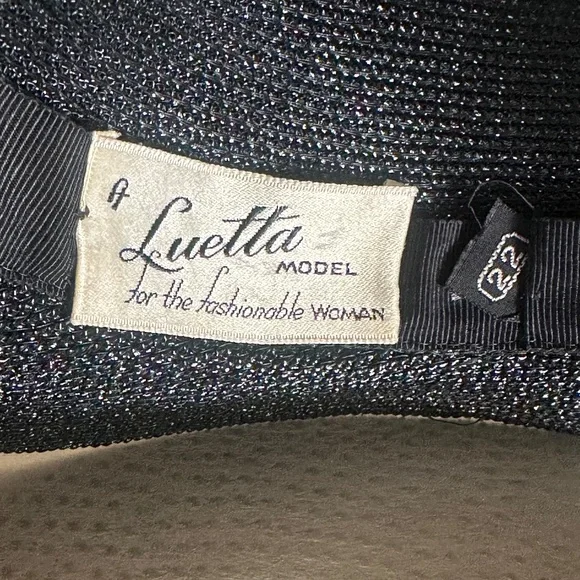 A
Luetta
MODEL
for the fashionable WOMAN
22